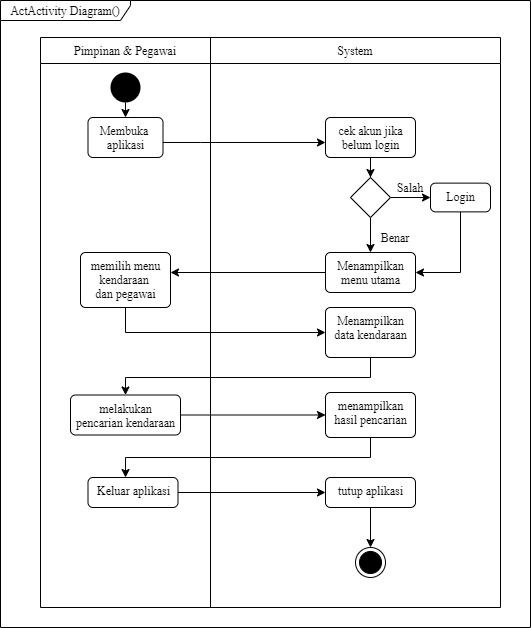 ActActivity Diagram()
Pimpinan & Pegawai
System
Membuka
aplikasi
cek akun jika
belum login
Salah
Login
Benar
Menampilkan
menu utama
memilih menu
kendaraan
dan pegawai
Menampilkan
data kendaraan
melakukan
pencarian kendaraan
menampilkan
hasil pencarian
Keluar aplikasi
tutup aplikasi